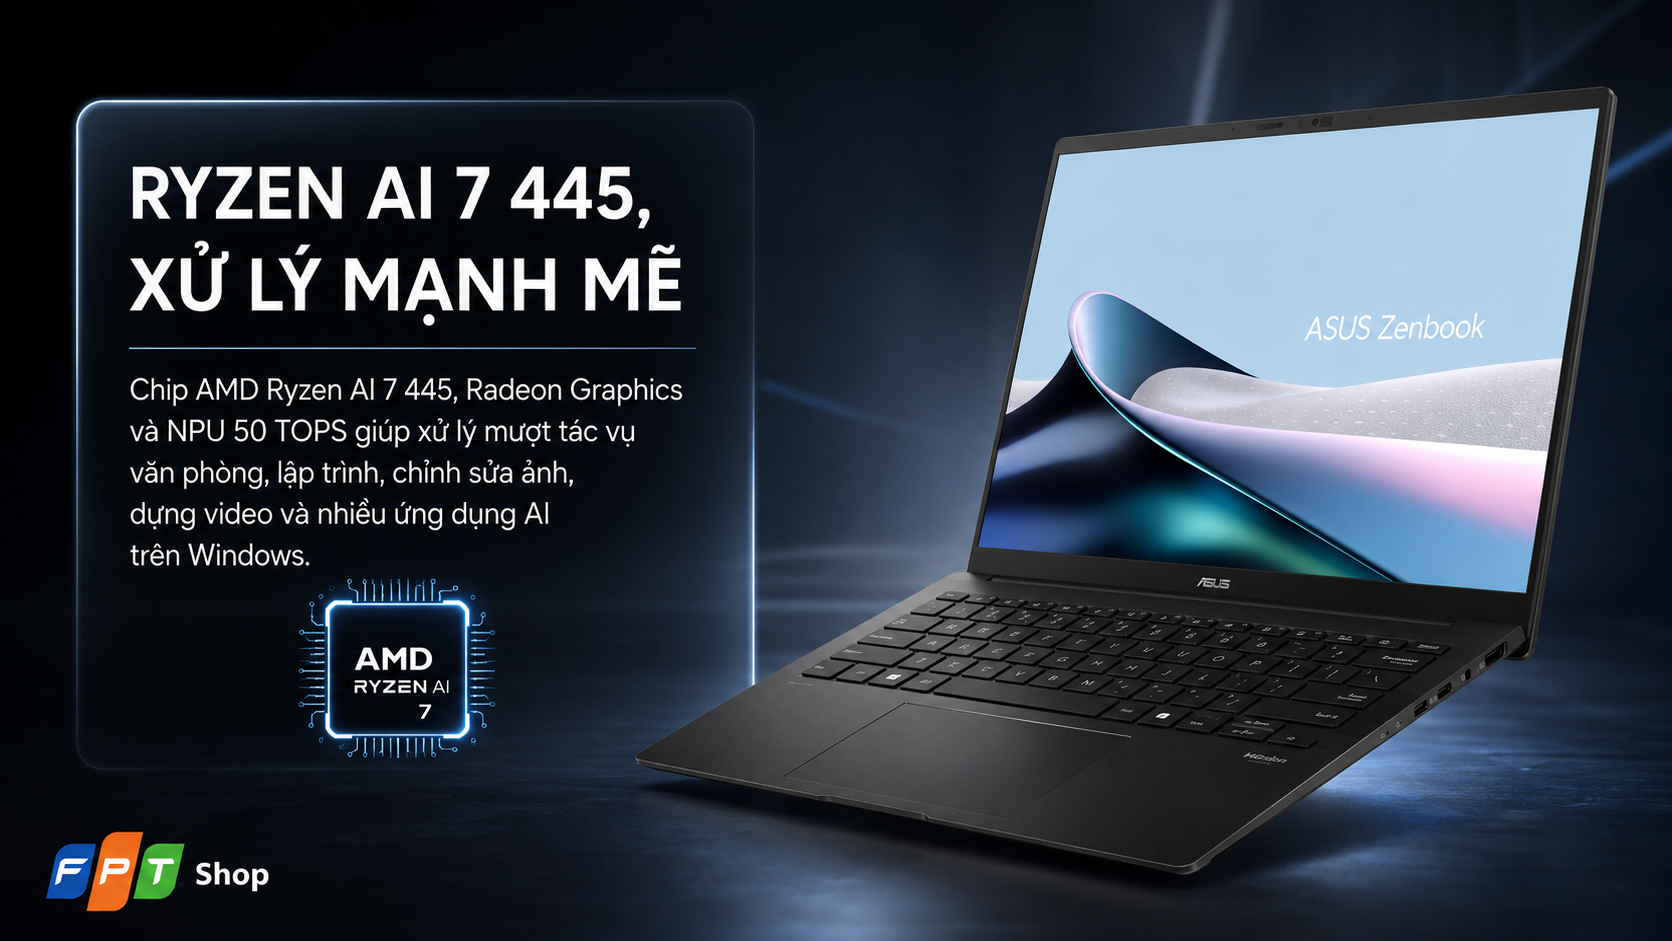 RYZEN AI 7 445,
XỬ LÝ MẠNH MẼ
Chip AMD Ryzen AI 7 445, Radeon Graphics
và NPU 50 TOPS giúp xử lý mượt tác vụ
văn phòng, lập trình, chỉnh sửa ảnh,
dựng video và nhiều ứng dụng AI
trên Windows.
AMD
RYZEN AI
7
ASUS Zenbook
ASUS
FPT Shop